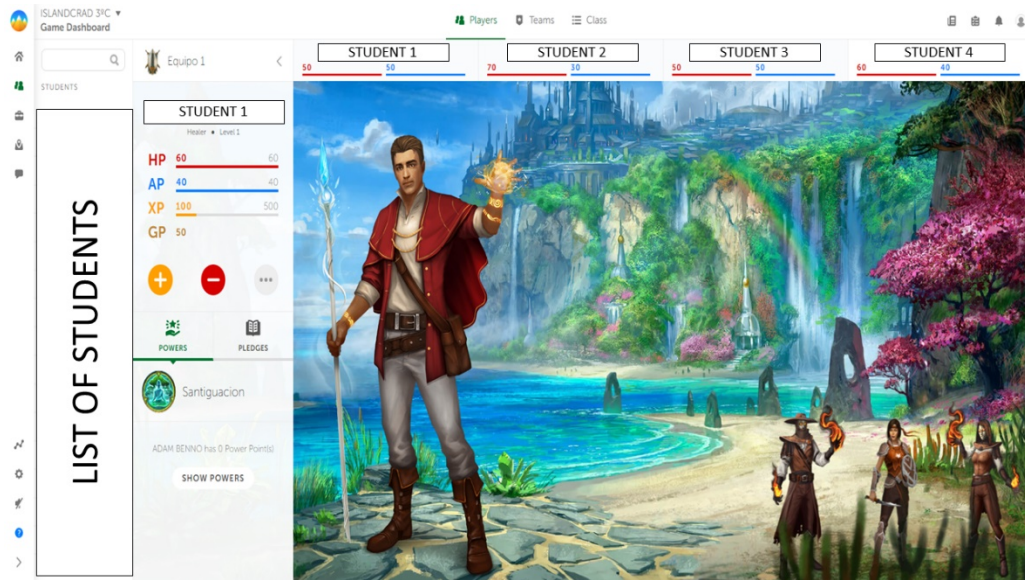 ISLANDCRAD 3ºC ▼
Game Dashboard
Players
Teams
Class
STUDENTS
LIST OF STUDENTS
Equipo 1
STUDENT 1
50 50
STUDENT 2
70 30
STUDENT 3
50 50
STUDENT 4
60 40
STUDENT 1
Healer • Level 1
HP 60 60
AP 40 40
XP 100 500
GP 50
POWERS
PLEDGES
Santiguacion
ADAM BENNO has 0 Power Point(s)
SHOW POWERS